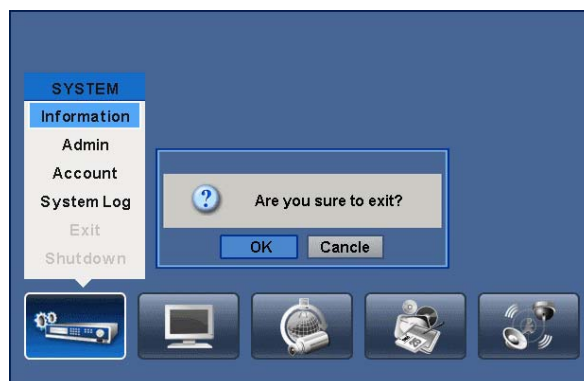 SYSTEM
Information
Admin
Account
System Log
Exit
Shutdown
Are you sure to exit?
OK
Cancle